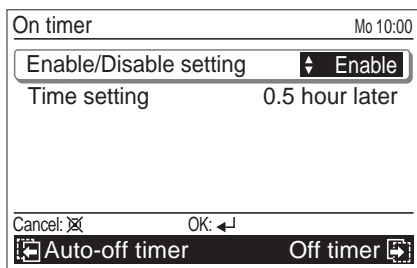 On timer Mo 10:00
Enable/Disable setting Enable
Time setting 0.5 hour later
Cancel: OK:
Auto-off timer Off timer